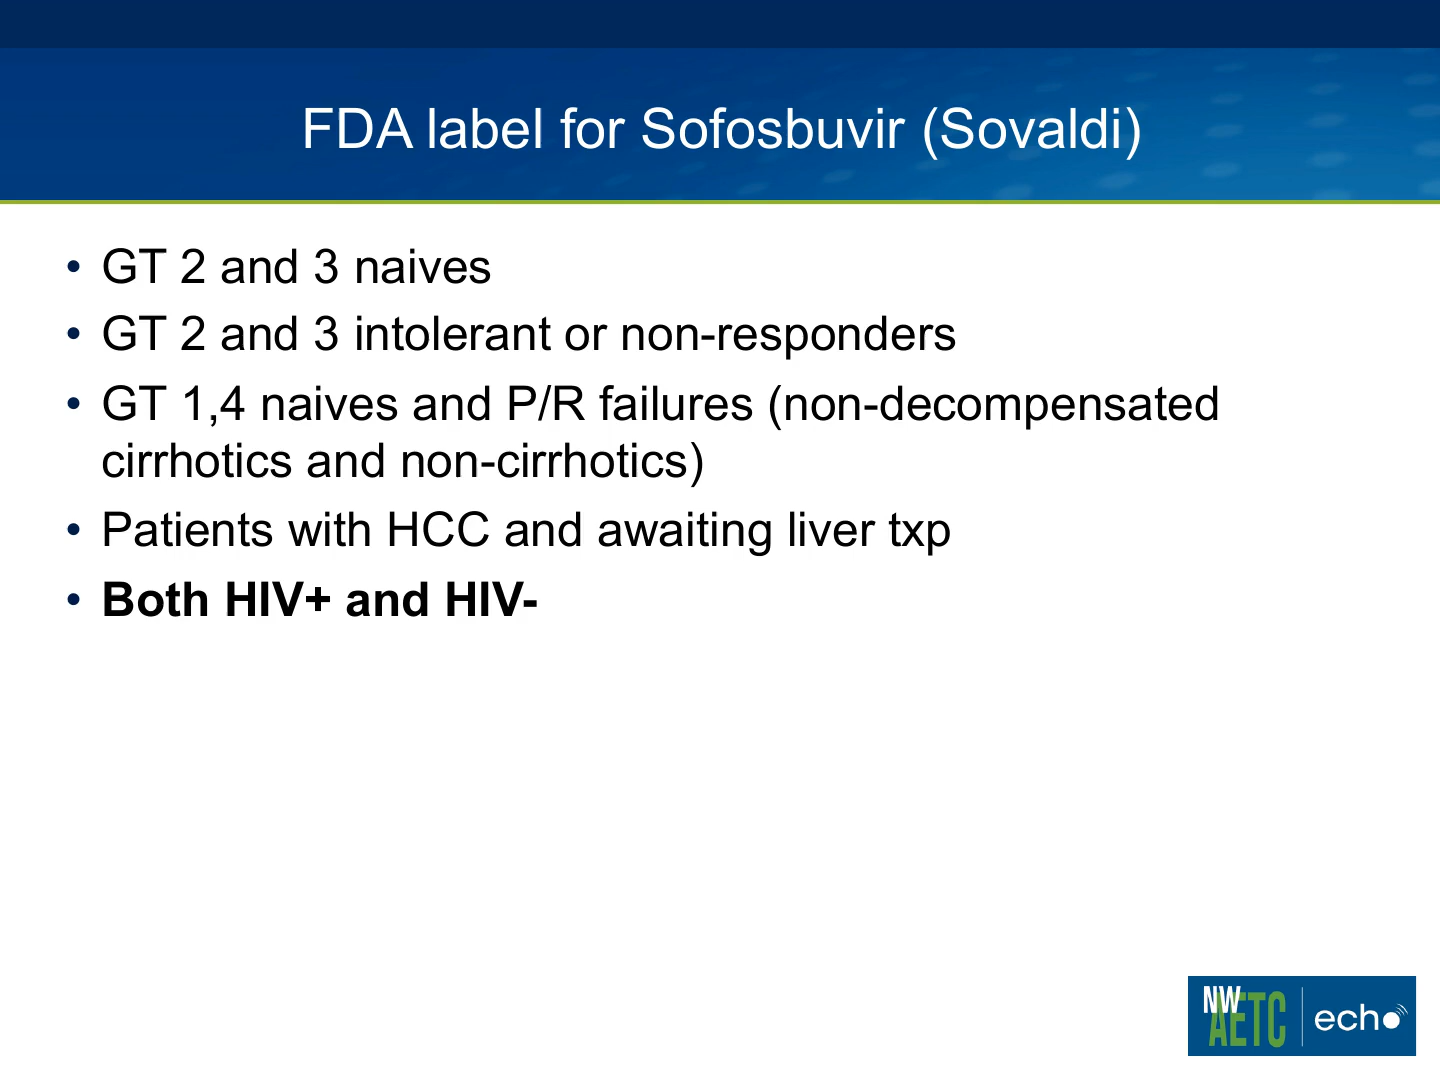 FDA label for Sofosbuvir (Sovaldi)
• GT 2 and 3 naives
• GT 2 and 3 intolerant or non-responders
• GT 1,4 naives and P/R failures (non-decompensated
cirrhotics and non-cirrhotics)
• Patients with HCC and awaiting liver txp
• Both HIV+ and HIV-
NW
AETC
echo